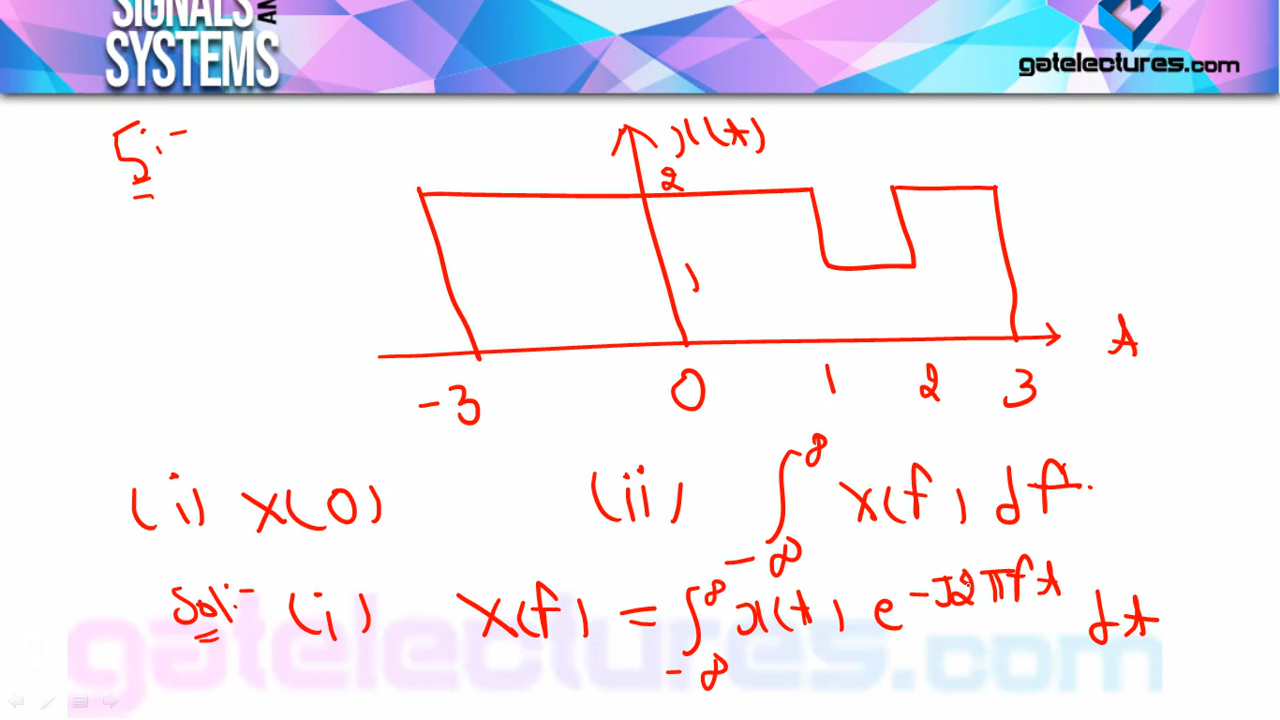 SIGNALS AND
SYSTEMS
gatelectures.com
5:-
x(t)
2
1
t
-3 0 1 2 3
(i) X(0) (ii) ∫_{-∞}^{∞} X(f) df.
Sol:- (i) X(f) = ∫_{-∞}^{∞} x(t) e^{-j2πft} dt
gatelectures.com